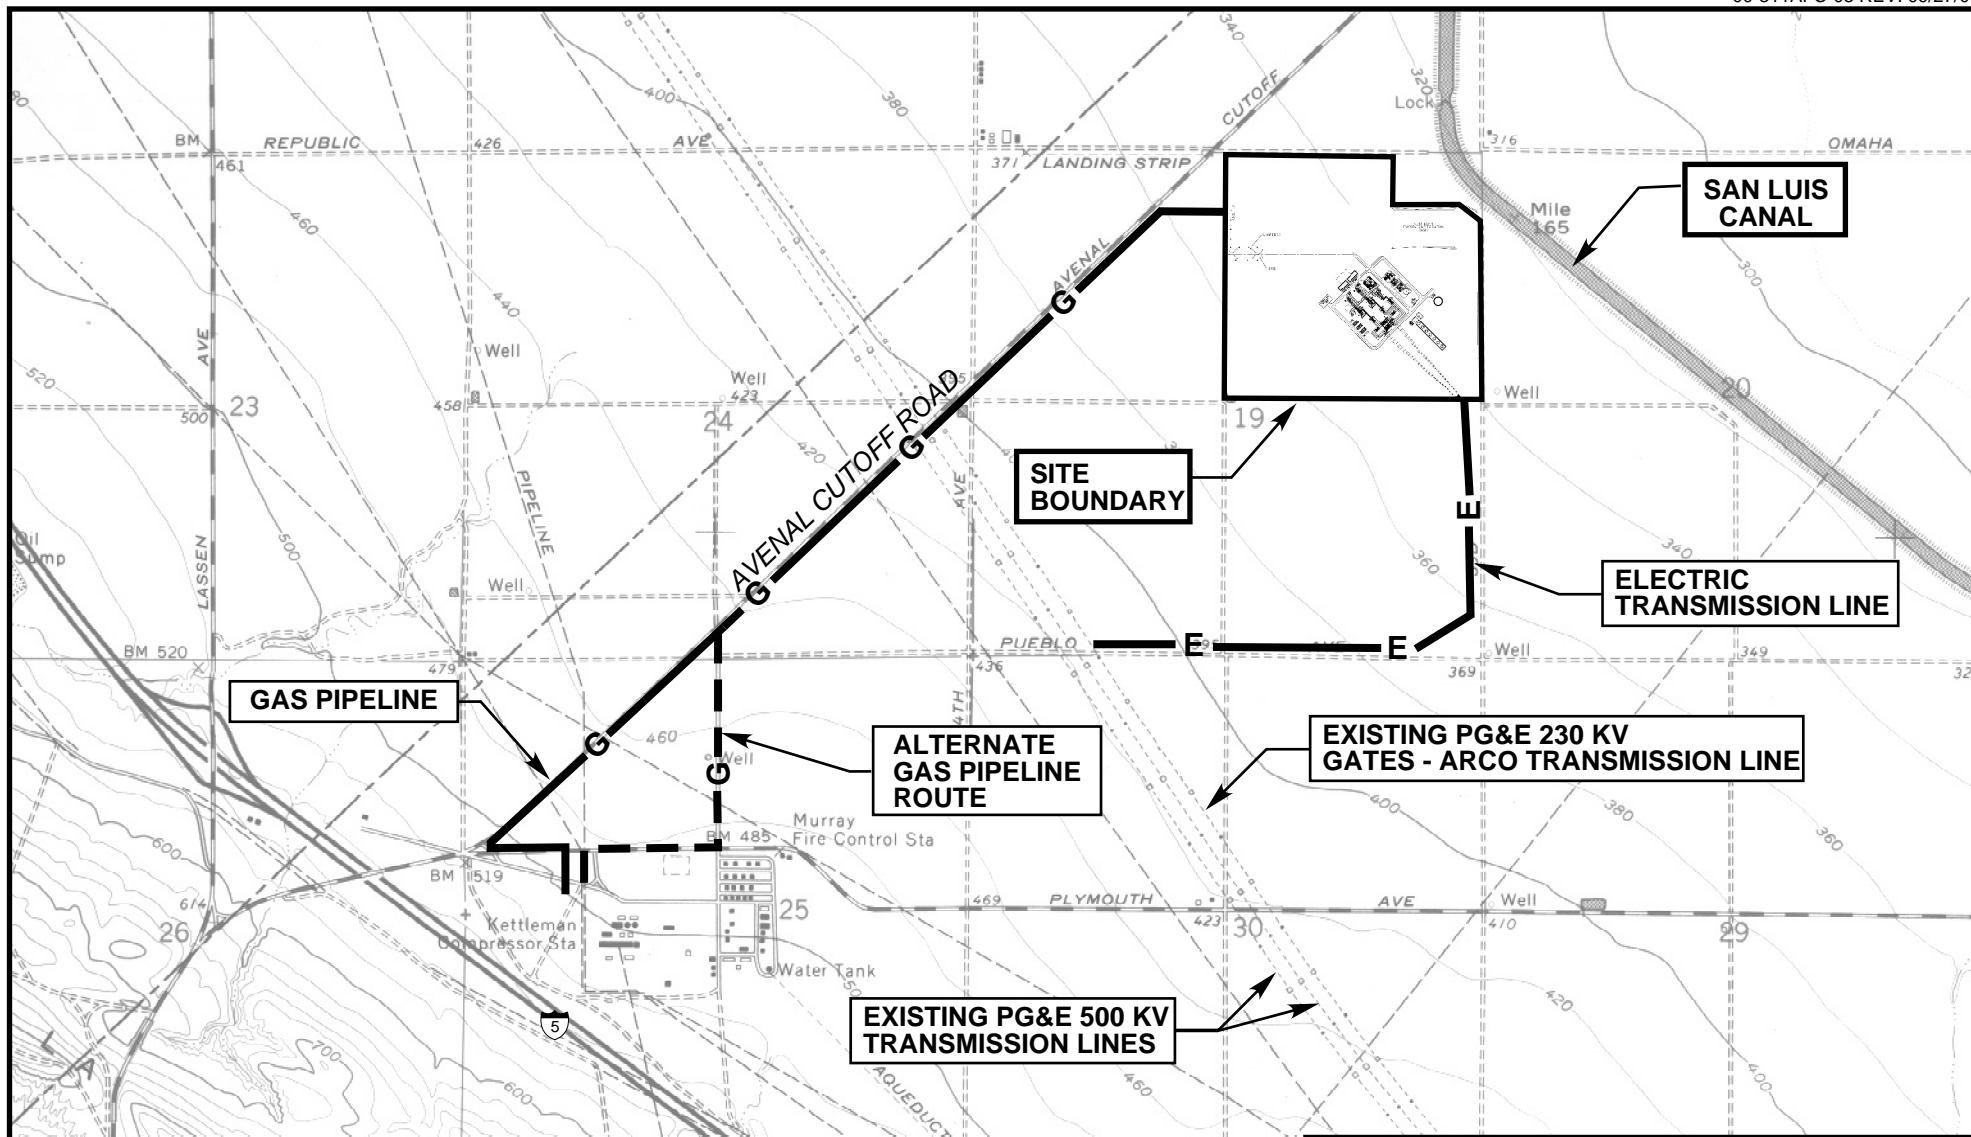 400
380
340
320
Lock
CUTOFF
BM
461
REPUBLIC
426
AVE
371
LANDING STRIP
316
OMAHA
SAN LUIS
CANAL
Mile
165
460
440
300
AVENAL
G
AVE
Well
520
Well
423
395
458
500
23
24
19
20
Well
420
G
AVENAL CUTOFF ROAD
SITE
BOUNDARY
PIPELINE
AVE
E
Oil
Sump
500
LASSEN
Well
G
360
340
ELECTRIC
TRANSMISSION LINE
BM 520
479
PUEBLO
E
395
AVE
E
Well
436
369
349
GAS PIPELINE
4TH
G
460
Well
G
ALTERNATE
GAS PIPELINE
ROUTE
EXISTING PG&E 230 KV
GATES - ARCO TRANSMISSION LINE
400
380
360
Murray
Fire Control Sta
BM 485
600
BM 519
614
26
Kettleman
Compressor Sta
25
469
PLYMOUTH
423
30
AVE
Well
410
29
Water Tank
420
5
EXISTING PG&E 500 KV
TRANSMISSION LINES
700
600
AQUEDUCT
460
400